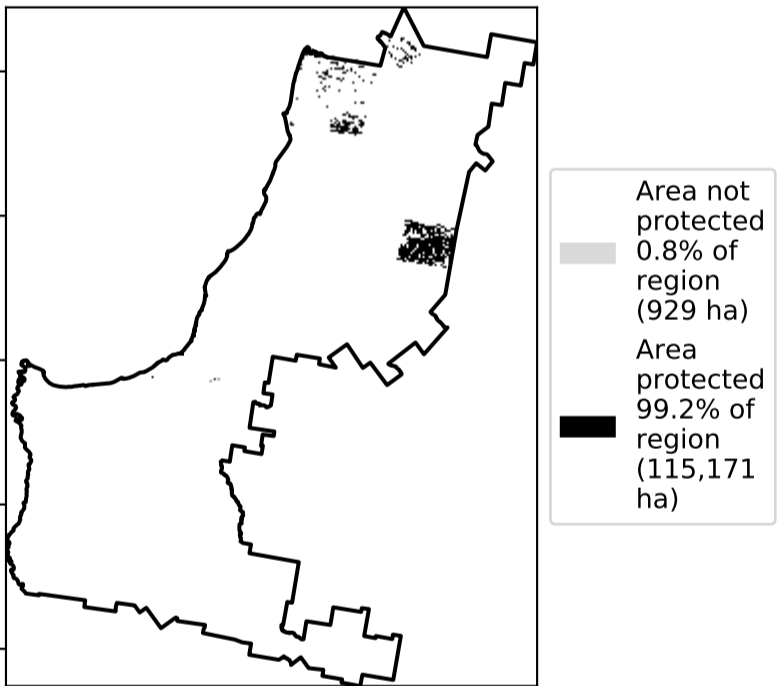 Area not
protected
0.8% of
region
(929 ha)
Area
protected
99.2% of
region
(115,171
ha)